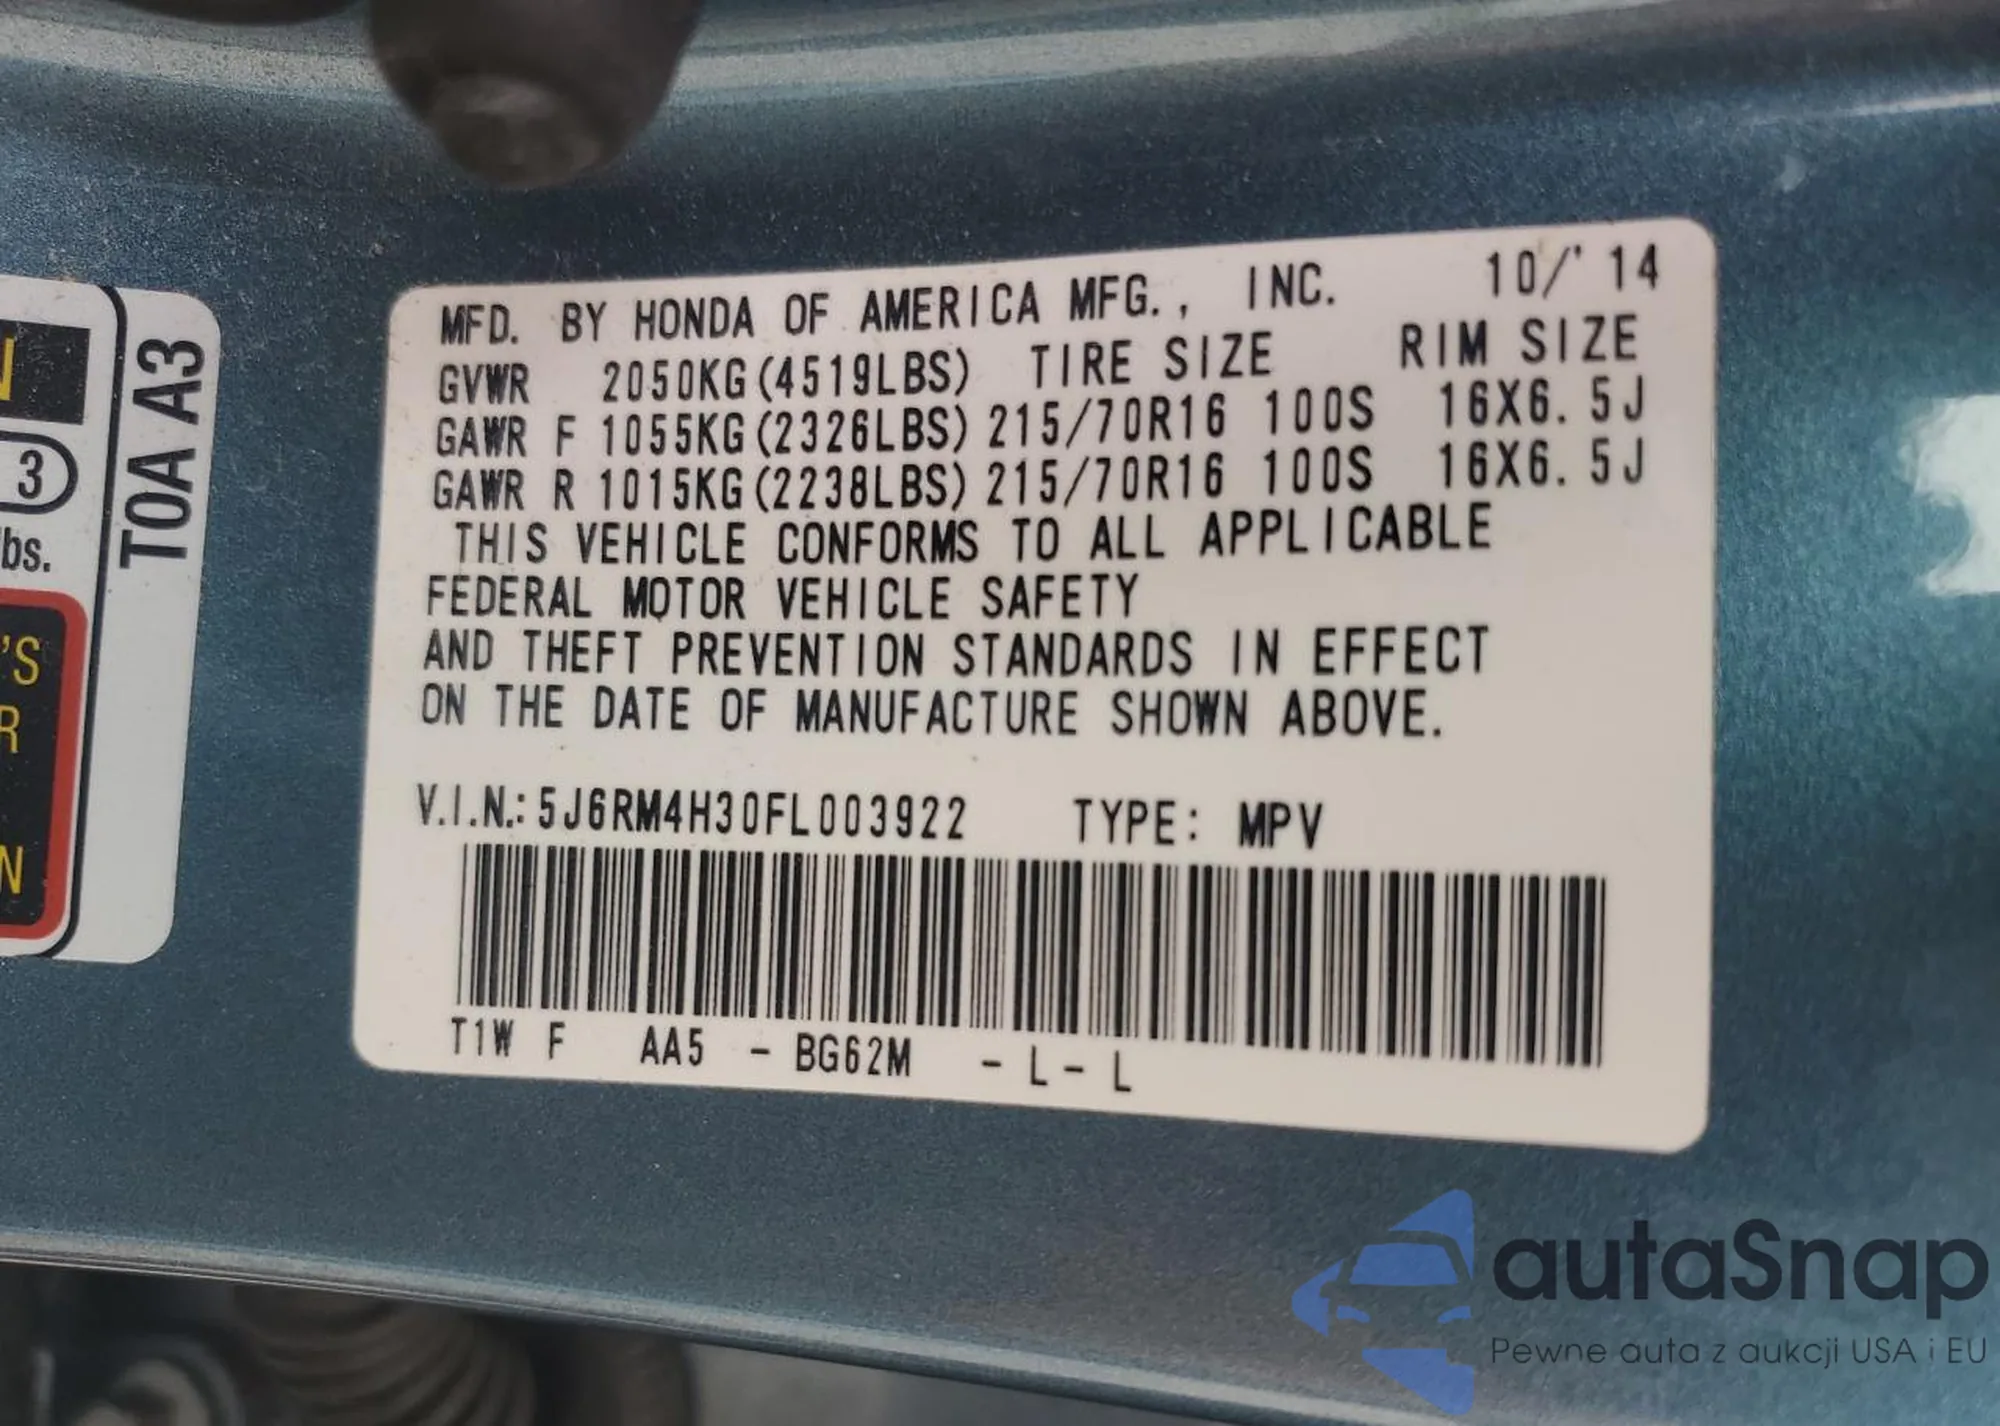 MFD. BY HONDA OF AMERICA MFG., INC. 10/'14
GVWR 2050KG(4519LBS) TIRE SIZE RIM SIZE
GAWR F 1055KG(2326LBS) 215/70R16 100S 16X6.5J
GAWR R 1015KG(2238LBS) 215/70R16 100S 16X6.5J
THIS VEHICLE CONFORMS TO ALL APPLICABLE
FEDERAL MOTOR VEHICLE SAFETY
AND THEFT PREVENTION STANDARDS IN EFFECT
ON THE DATE OF MANUFACTURE SHOWN ABOVE.
V.I.N.: 5J6RM4H30FL003922 TYPE: MPV
T1W F AA5 - BG62M - L - L
T0A A3
N
3
bs.
'S
R
N
autaSnap
Pewne auta z aukcji USA i EU